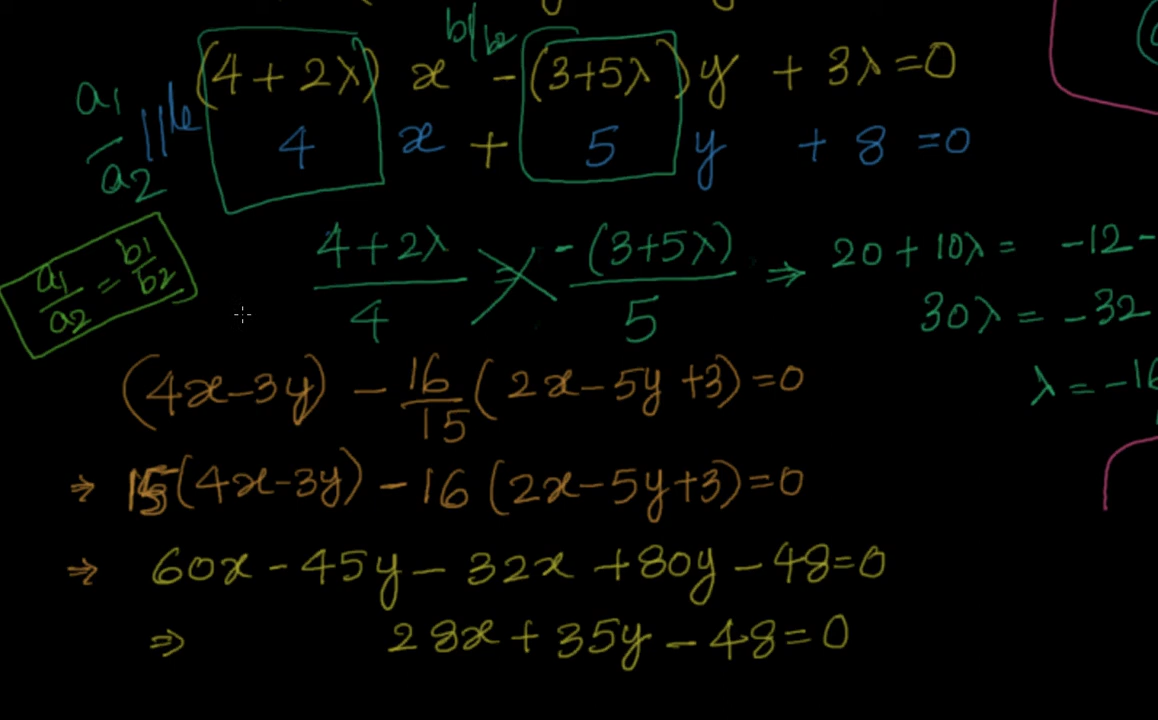 b1/b2
(4 + 2λ) x - (3+5λ) y + 3λ = 0
a1/a2 ||le 4 x + 5 y + 8 = 0
a1/a2 = b1/b2
(4+2λ)/4 = -(3+5λ)/5 ⇒ 20 + 10λ = -12 -
30λ = -32
λ = -16
(4x-3y) - 16/15 (2x-5y+3) = 0
⇒ 15(4x-3y) - 16(2x-5y+3) = 0
⇒ 60x - 45y - 32x + 80y - 48 = 0
⇒ 28x + 35y - 48 = 0